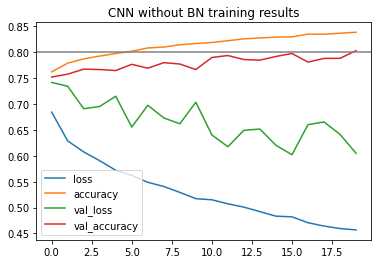 CNN without BN training results
0.85
0.80
0.75
0.70
0.65
0.60
0.55
0.50
0.45
loss
accuracy
val_loss
val_accuracy
0.0 2.5 5.0 7.5 10.0 12.5 15.0 17.5